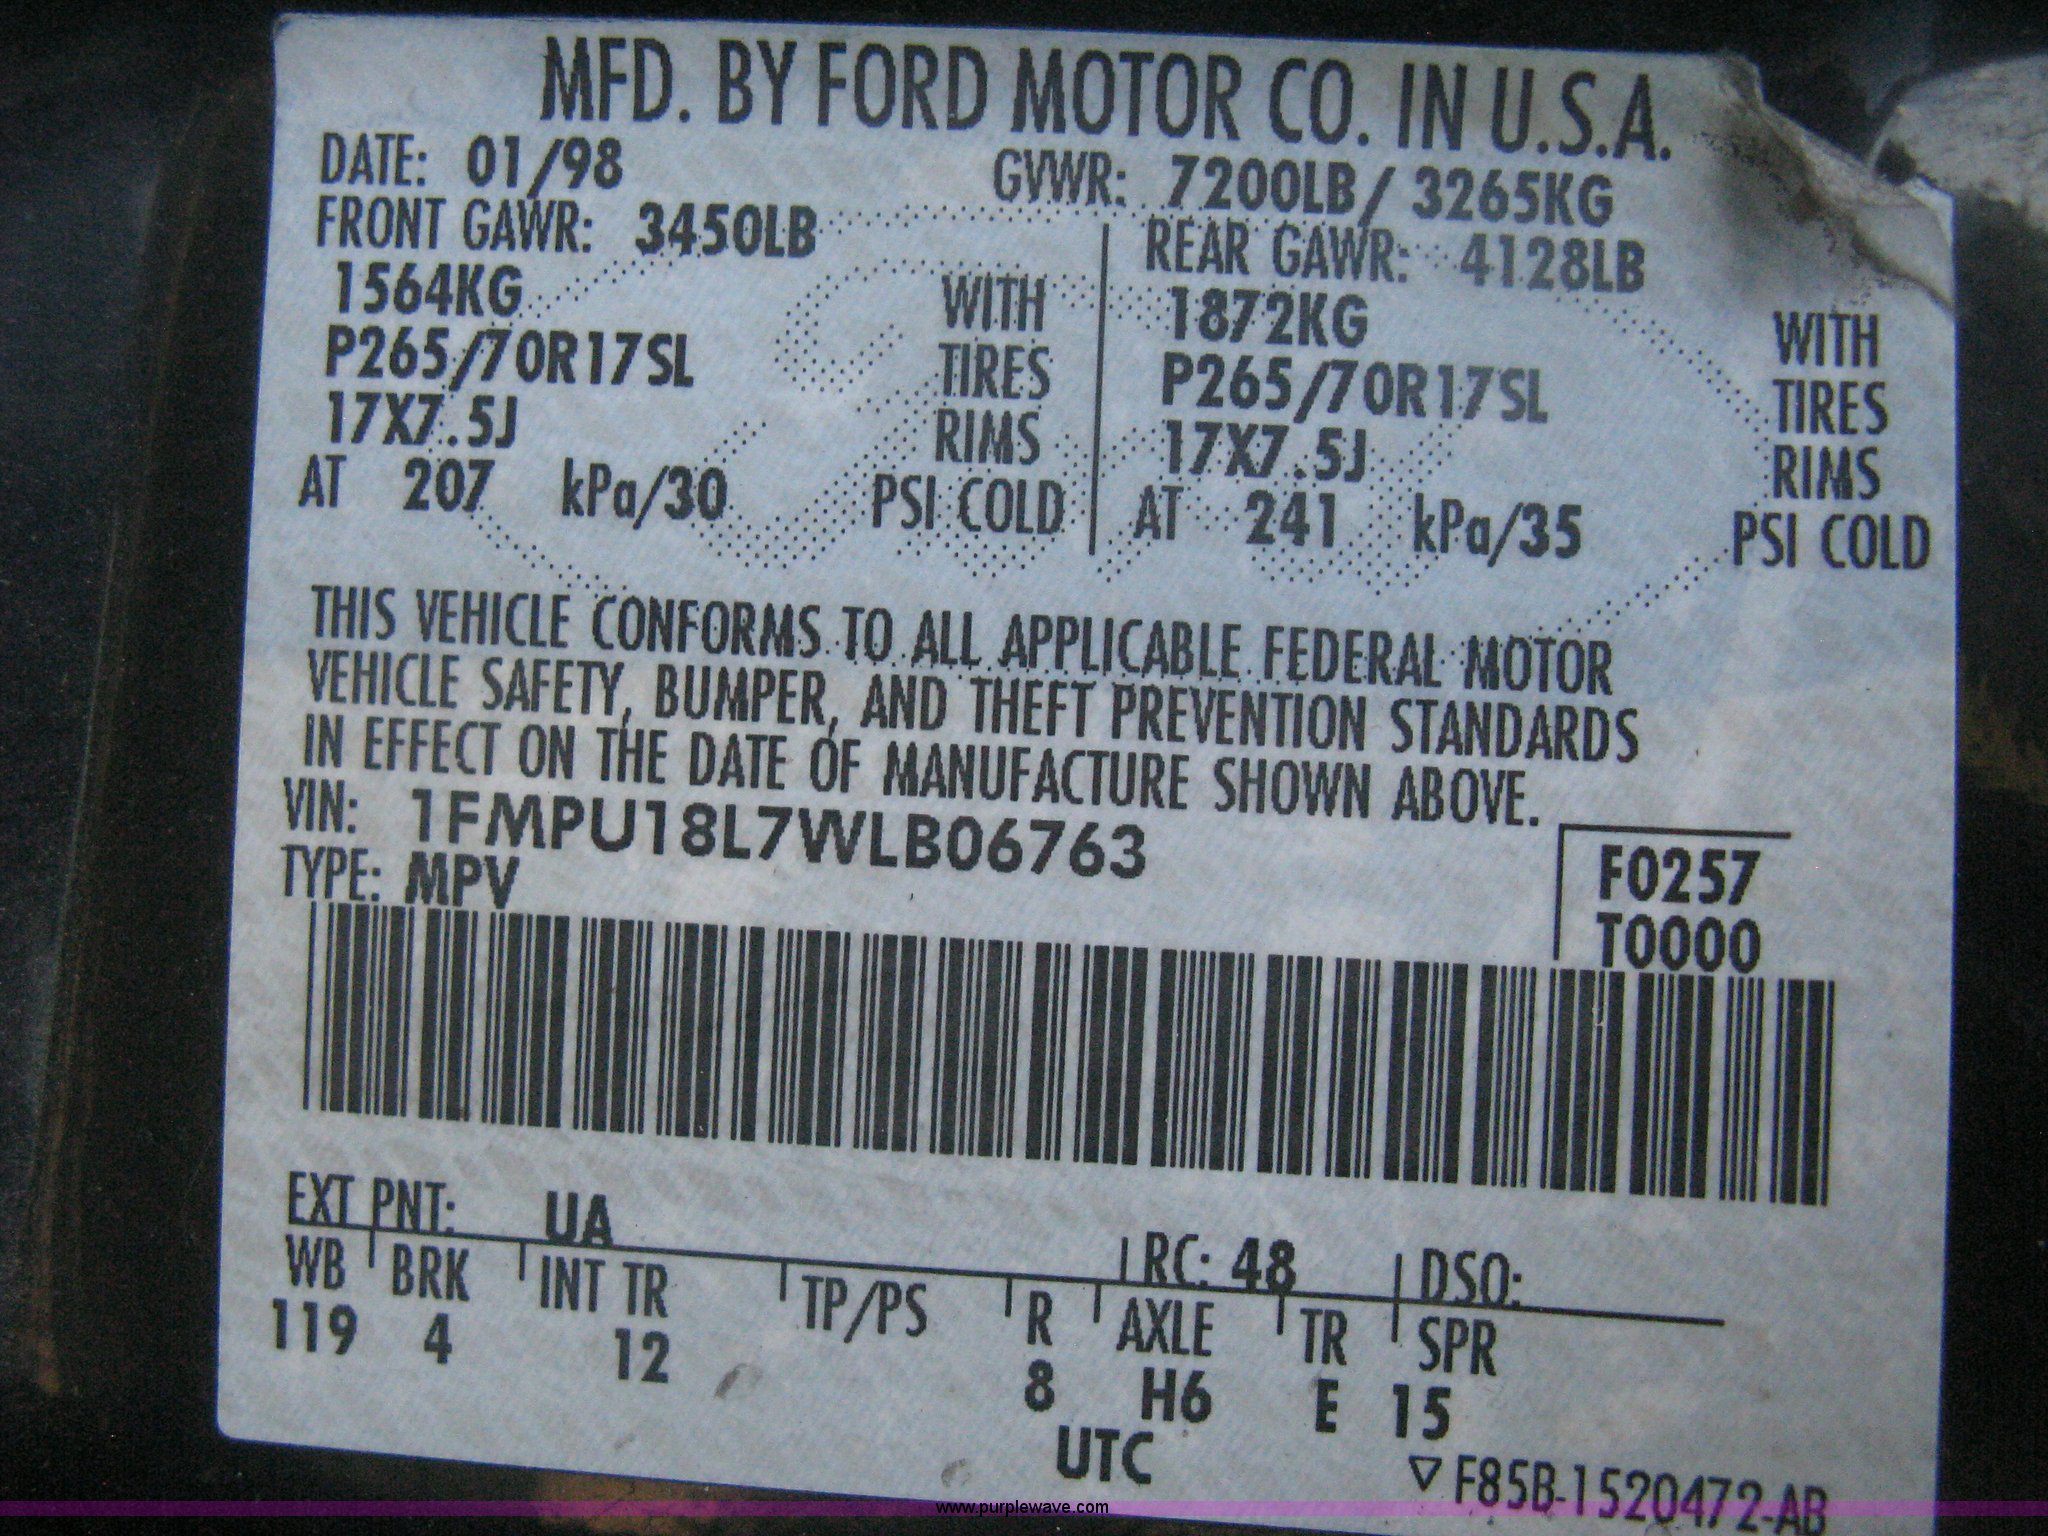 MFD. BY FORD MOTOR CO. IN U.S.A.
DATE: 01/98 GVWR: 7200LB/ 3265KG
FRONT GAWR: 3450LB REAR GAWR: 4128LB
1564KG WITH 1872KG WITH
P265/70R17SL TIRES P265/70R17SL TIRES
17X7.5J RIMS 17X7.5J RIMS
AT 207 kPa/30 PSI COLD AT 241 kPa/35 PSI COLD
THIS VEHICLE CONFORMS TO ALL APPLICABLE FEDERAL MOTOR
VEHICLE SAFETY, BUMPER, AND THEFT PREVENTION STANDARDS
IN EFFECT ON THE DATE OF MANUFACTURE SHOWN ABOVE.
VIN: 1FMPU18L7WLB06763
TYPE: MPV
F0257
T0000
EXT PNT: UA RC: 48 DSO:
WB BRK INT TR TP/PS R AXLE TR SPR
119 4 12 8 H6 E 15
UTC
▽ F85B-1520472-AB
www.purplewave.com